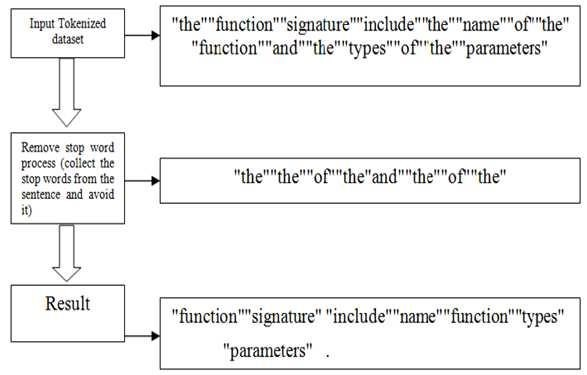 Input Tokenized
dataset
"the""function""signature""include""the""name""of""the"
"function""and""the""types""of""the""parameters"
Remove stop word
process (collect the
stop words from the
sentence and avoid
it)
"the""the""of""the"and""the""of""the"
Result
"function""signature" "include""name""function""types"
"parameters" .